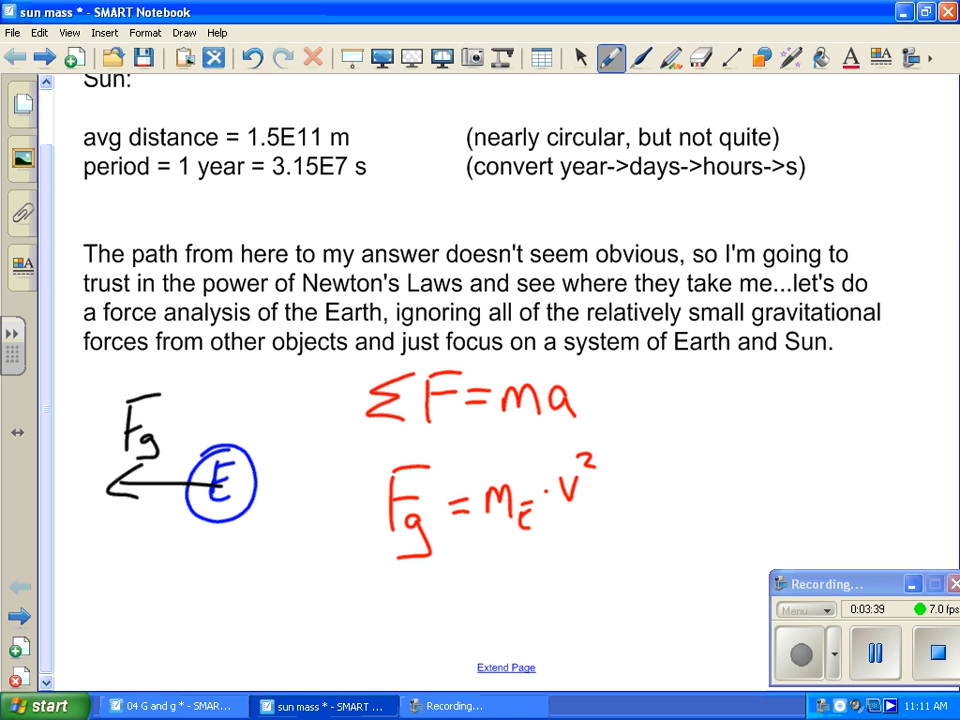 sun mass * - SMART Notebook
File Edit View Insert Format Draw Help
Sun:
avg distance = 1.5E11 m (nearly circular, but not quite)
period = 1 year = 3.15E7 s (convert year->days->hours->s)
The path from here to my answer doesn't seem obvious, so I'm going to
trust in the power of Newton's Laws and see where they take me...let's do
a force analysis of the Earth, ignoring all of the relatively small gravitational
forces from other objects and just focus on a system of Earth and Sun.
ΣF=ma
Fg
E
Fg = mE · v²
Recording...
Menu 0:03:39 7.0 fps
Extend Page
start 04 G and g * - SMAR... sun mass * - SMART ... Recording... 11:11 AM